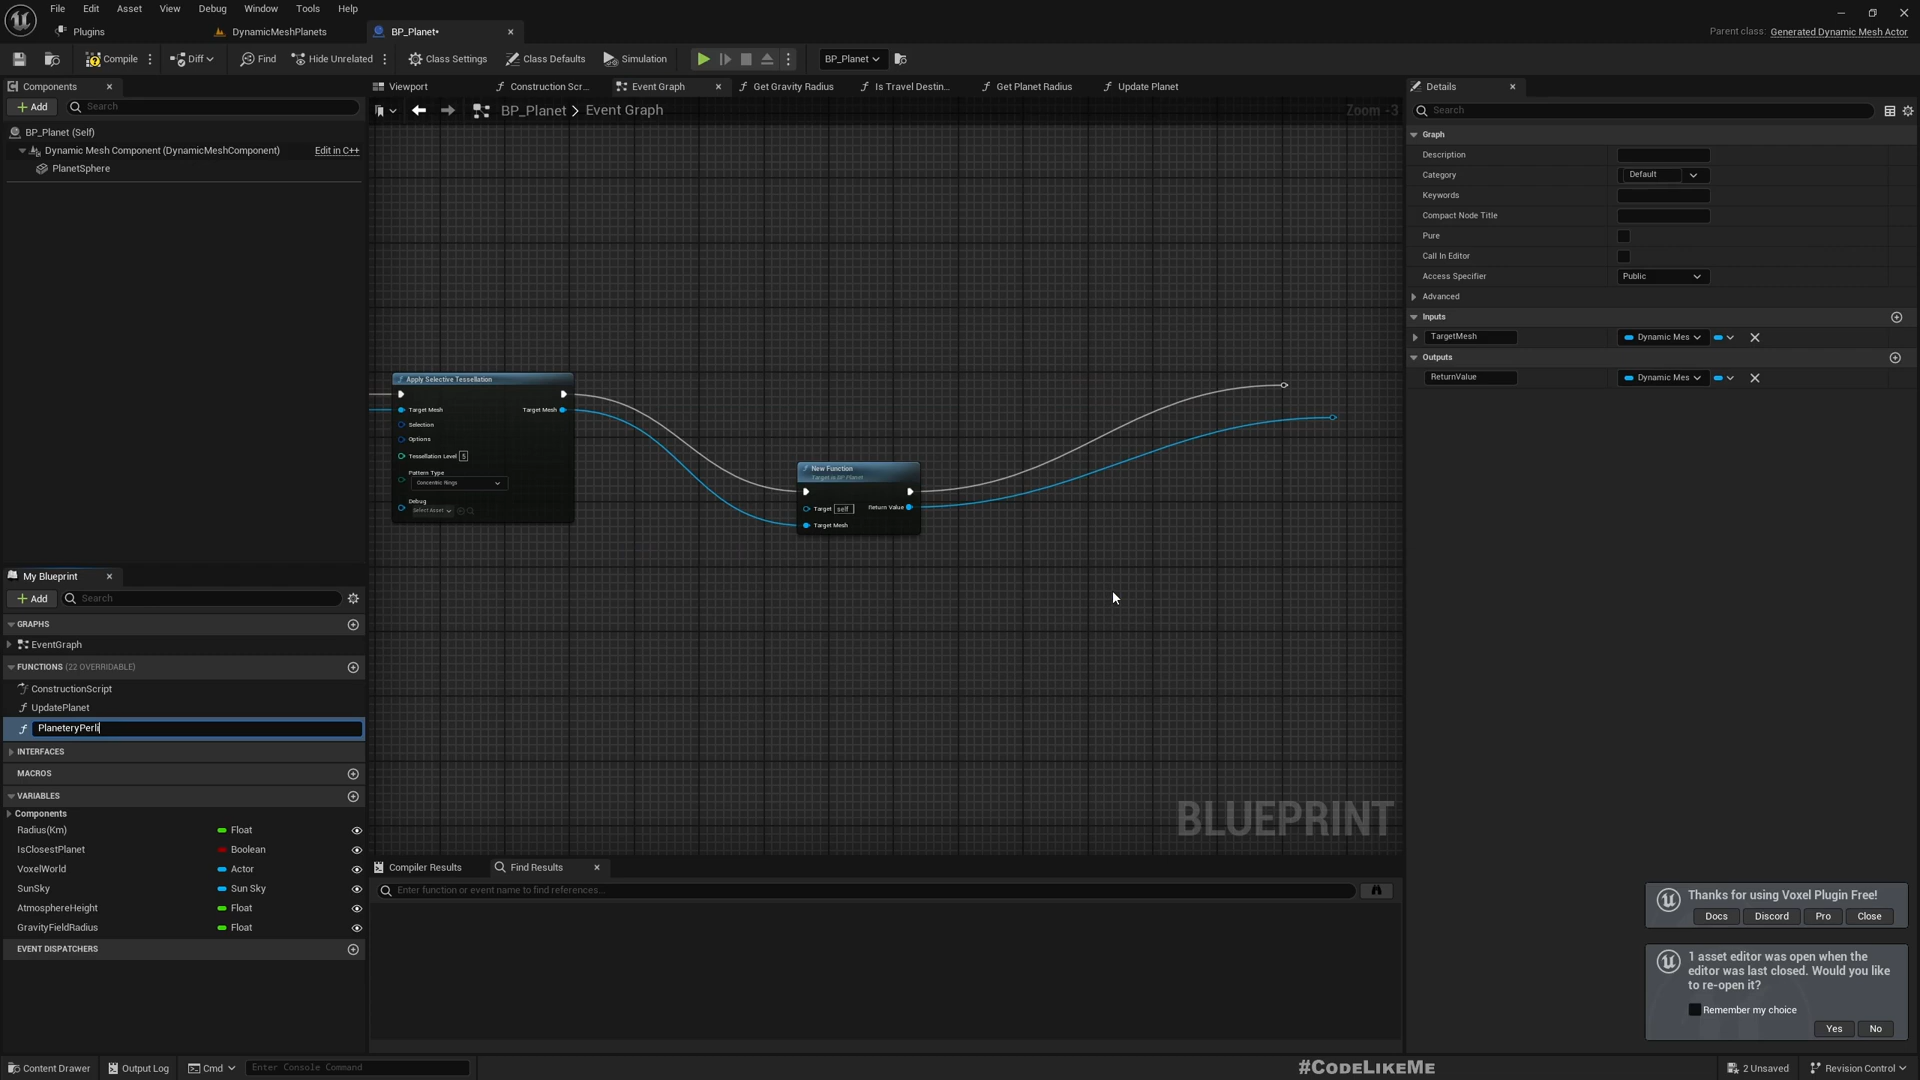 File Edit Asset View Debug Window Tools Help
Plugins DynamicMeshPlanets BP_Planet*
Parent class: Generated Dynamic Mesh Actor
Compile Diff Find Hide Unrelated Class Settings Class Defaults Simulation BP_Planet
Components
Add Search
BP_Planet (Self)
Dynamic Mesh Component (DynamicMeshComponent) Edit in C++
PlanetSphere
Viewport Construction Scr... Event Graph Get Gravity Radius Is Travel Destin... Get Planet Radius Update Planet
BP_Planet > Event Graph Zoom -3
Apply Selective Tessellation
Target Mesh Target Mesh
Selection
Options
Tessellation Level 5
Pattern Type
Concentric Rings
Debug
Select Asset
New Function
Target is BP Planet
Target self Return Value
Target Mesh
BLUEPRINT
Details
Search
Graph
Description
Category Default
Keywords
Compact Node Title
Pure
Call In Editor
Access Specifier Public
Advanced
Inputs
TargetMesh Dynamic Mes
Outputs
ReturnValue Dynamic Mes
My Blueprint
Add Search
GRAPHS
EventGraph
FUNCTIONS (22 OVERRIDABLE)
ConstructionScript
UpdatePlanet
PlaneteryPerli
INTERFACES
MACROS
VARIABLES
Components
Radius(Km) Float
IsClosestPlanet Boolean
VoxelWorld Actor
SunSky Sun Sky
AtmosphereHeight Float
GravityFieldRadius Float
EVENT DISPATCHERS
Compiler Results Find Results
Enter function or event name to find references...
Thanks for using Voxel Plugin Free!
Docs Discord Pro Close
1 asset editor was open when the
editor was last closed. Would you like
to re-open it?
Remember my choice
Yes No
Content Drawer Output Log Cmd Enter Console Command
#CODELIKEME
2 Unsaved Revision Control